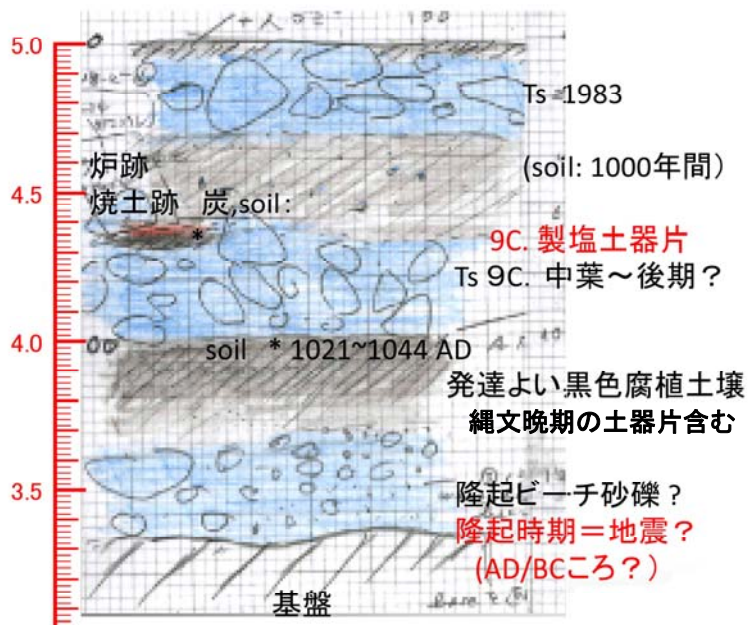 5.0
Ts 1983
炉跡
(soil: 1000年間）
4.5
焼土跡 炭,soil:
*
9C. 製塩土器片
Ts 9C. 中葉～後期？
4.0
soil * 1021~1044 AD
発達よい黒色腐植土壌
縄文晩期の土器片含む
3.5
隆起ビーチ砂礫？
隆起時期＝地震？
(AD/BCころ？）
基盤